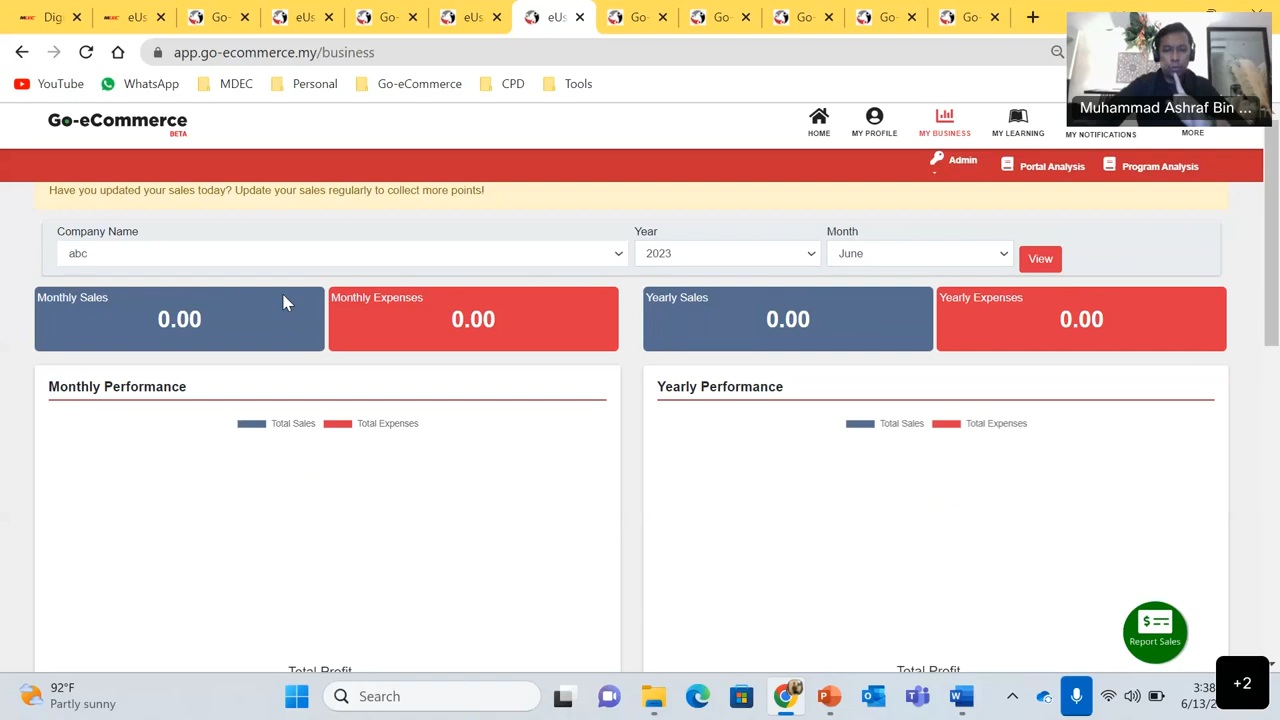 Dig
eUs
Go-
eUs
Go-
eUs
eUs
Go-
Go-
Go-
Go-
Go-
app.go-ecommerce.my/business
YouTube
WhatsApp
MDEC
Personal
Go-eCommerce
CPD
Tools
Muhammad Ashraf Bin ...
Go-eCommerce
BETA
HOME
MY PROFILE
MY BUSINESS
MY LEARNING
MY NOTIFICATIONS
MORE
Admin
Portal Analysis
Program Analysis
Have you updated your sales today? Update your sales regularly to collect more points!
Company Name
Year
Month
abc
2023
June
View
Monthly Sales
0.00
Monthly Expenses
0.00
Yearly Sales
0.00
Yearly Expenses
0.00
Monthly Performance
Total Sales
Total Expenses
Total Profit
Yearly Performance
Total Sales
Total Expenses
Total Profit
$
Report Sales
92°F
Partly sunny
Search
3:38
6/13/2
+2